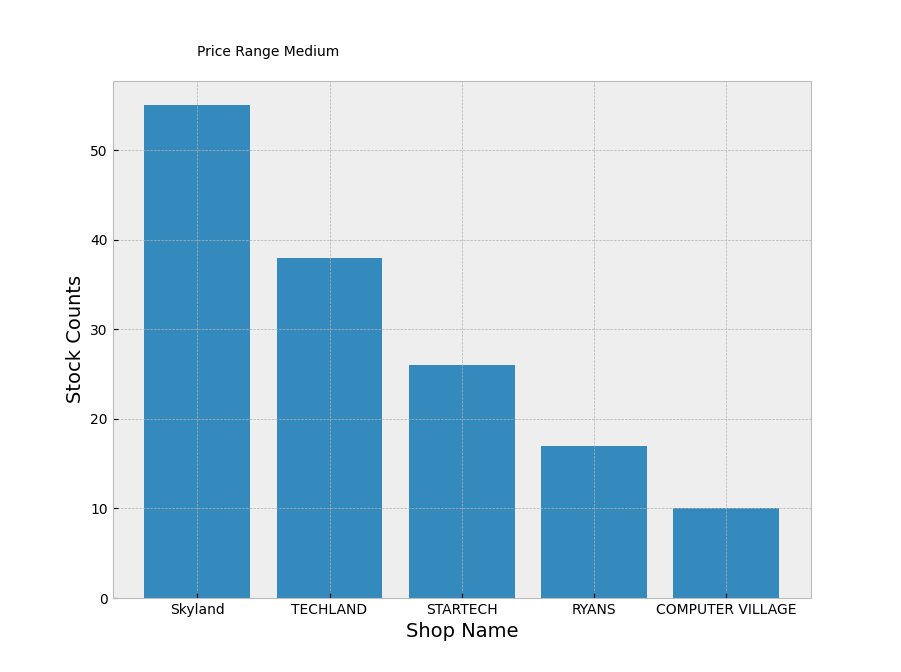 Price Range Medium
Stock Counts
50
40
30
20
10
0
Skyland TECHLAND STARTECH RYANS COMPUTER VILLAGE
Shop Name